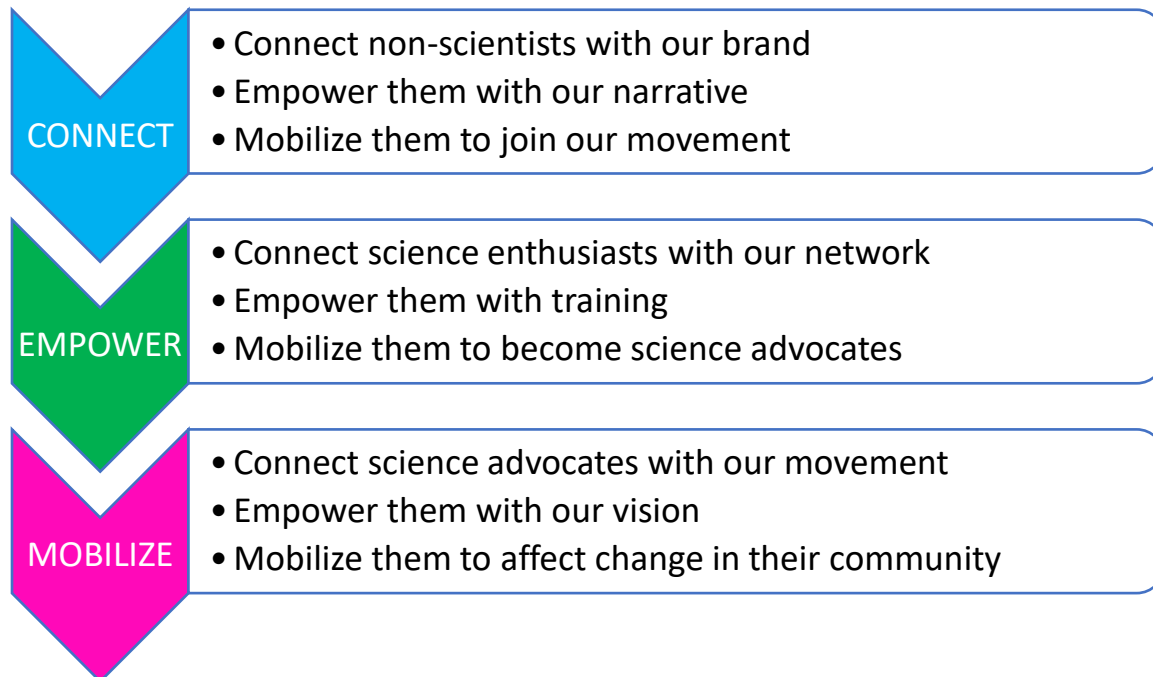 CONNECT
• Connect non-scientists with our brand
• Empower them with our narrative
• Mobilize them to join our movement
EMPOWER
• Connect science enthusiasts with our network
• Empower them with training
• Mobilize them to become science advocates
MOBILIZE
• Connect science advocates with our movement
• Empower them with our vision
• Mobilize them to affect change in their community